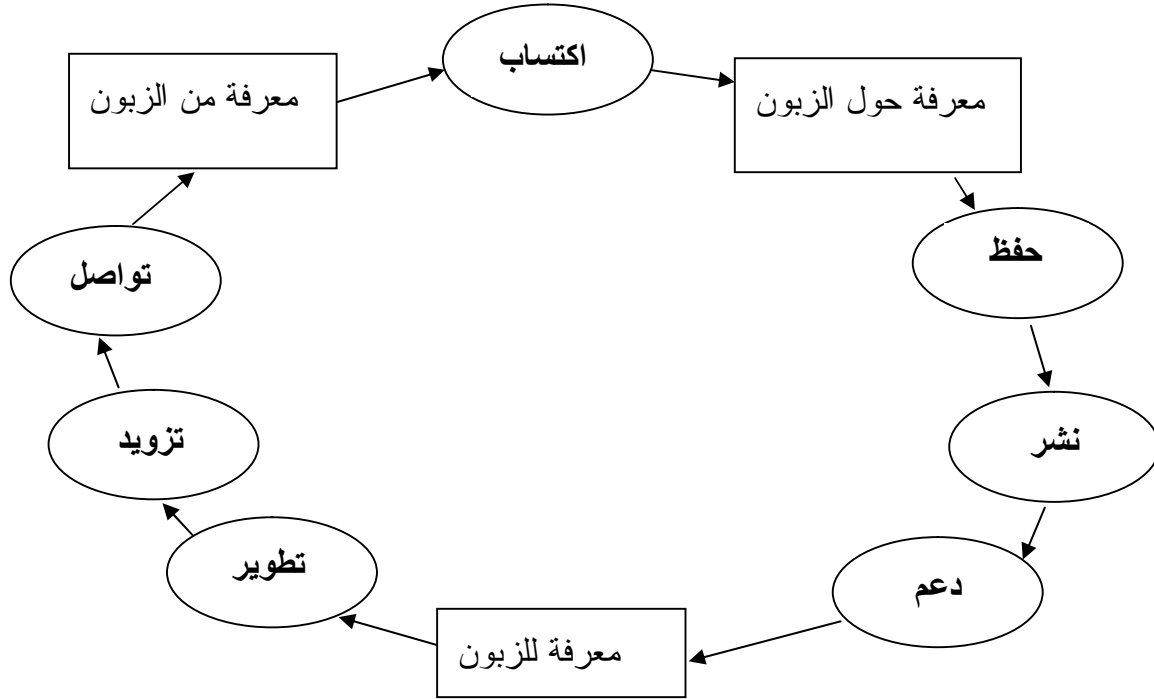 اكتساب
معرفة حول الزبون
حفظ
نشر
دعم
معرفة للزبون
تطوير
تزويد
تواصل
معرفة من الزبون